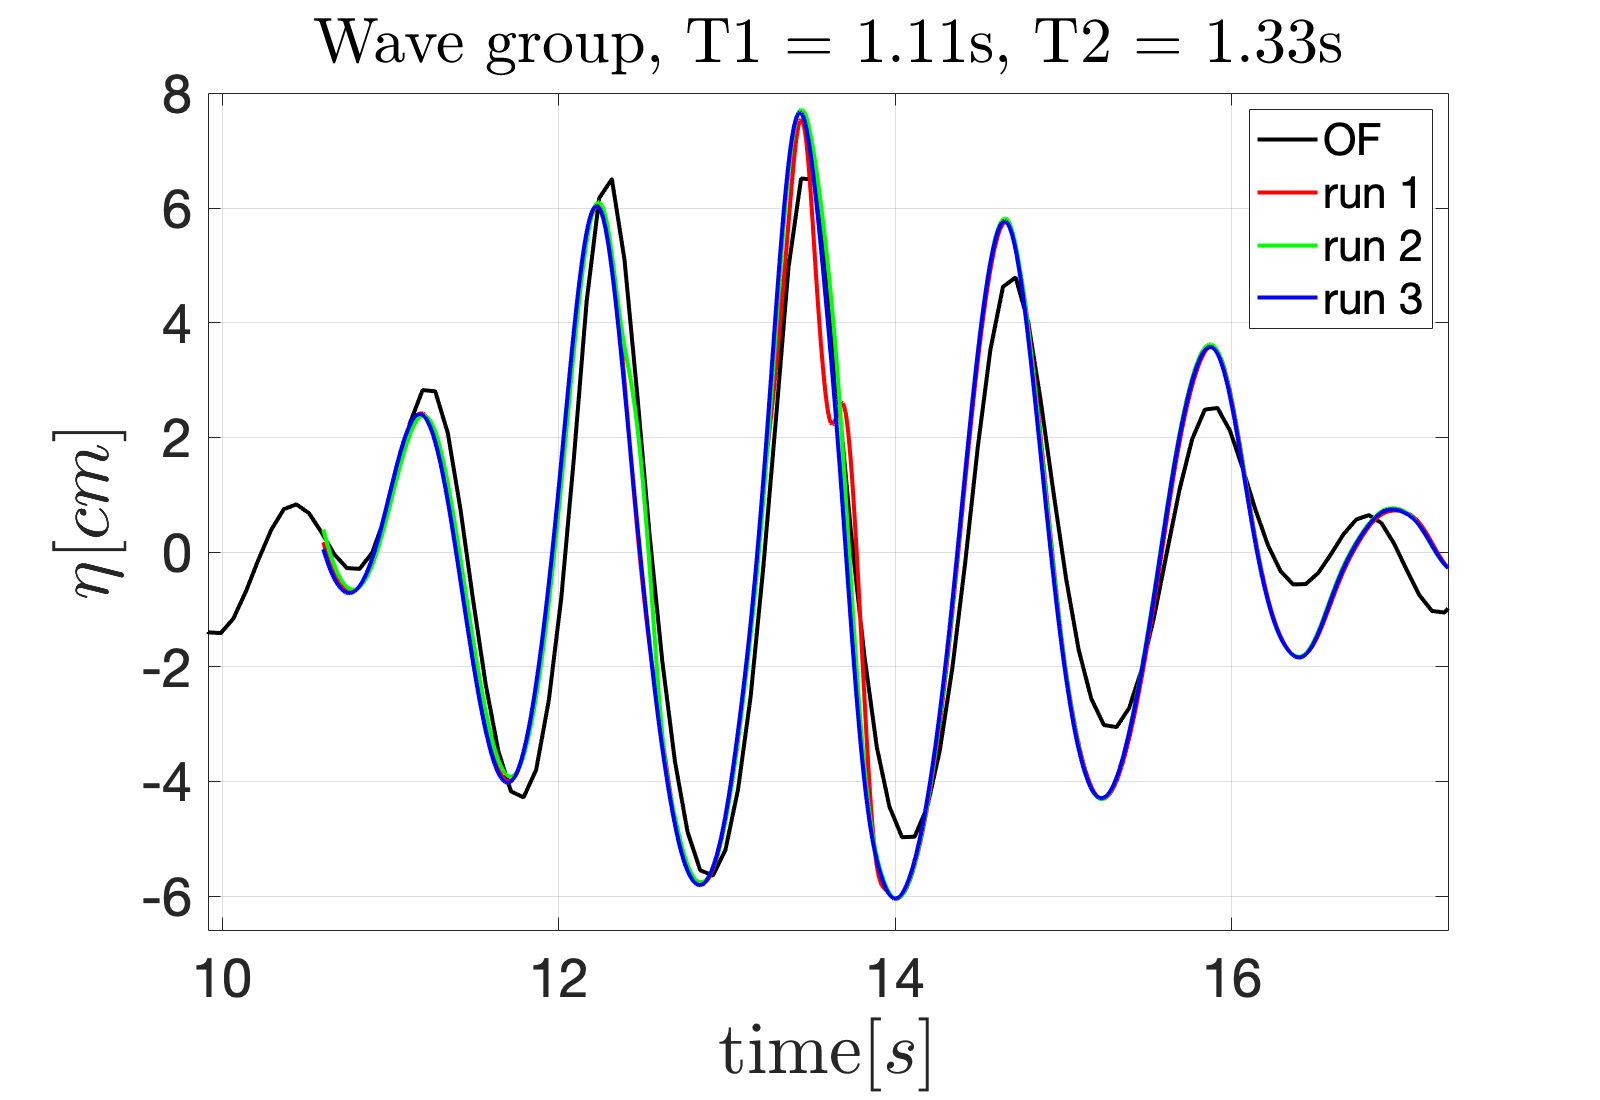 Wave group, T1 = 1.11s, T2 = 1.33s
8
6
4
2
0
-2
-4
-6
η[cm]
OF
run 1
run 2
run 3
10 12 14 16
time[s]